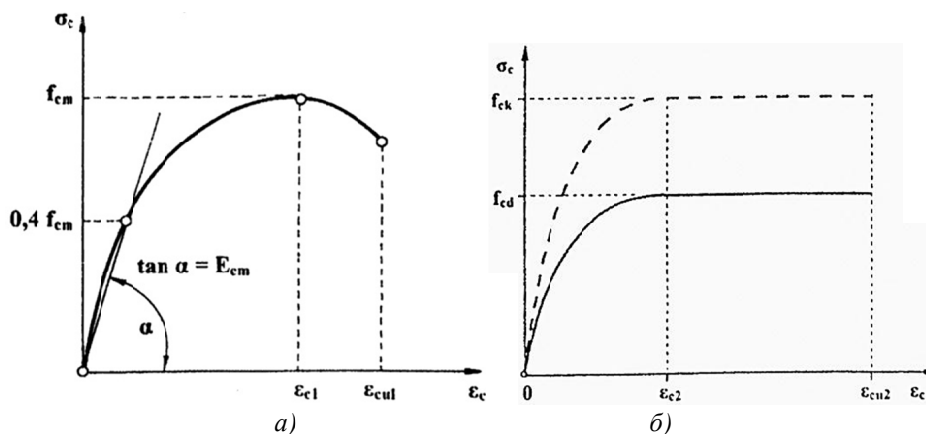 σc
fcm
0,4 fcm
tan α = Ecm
α
εc1
εcu1
εc
а)
σc
fck
fcd
0
εc2
εcu2
εc
б)